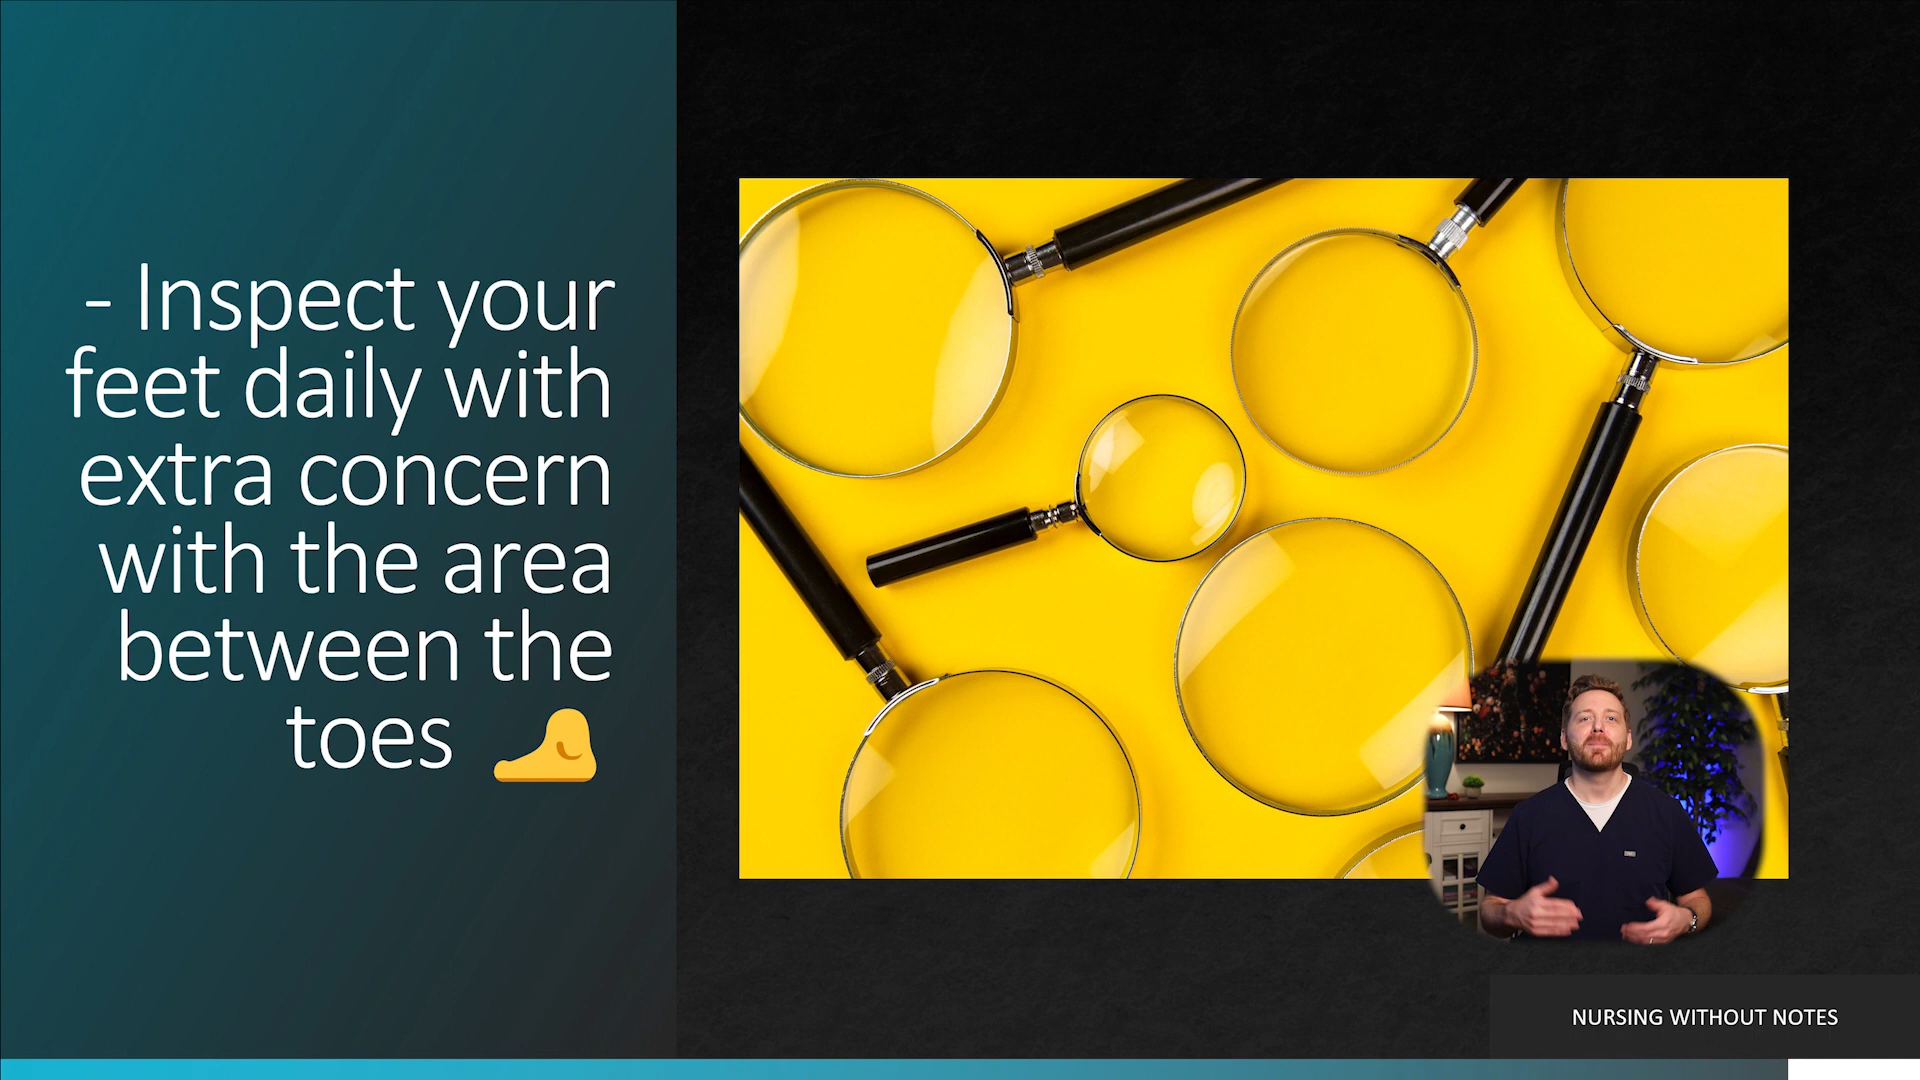 - Inspect your
feet daily with
extra concern
with the area
between the
toes 🦶
NURSING WITHOUT NOTES